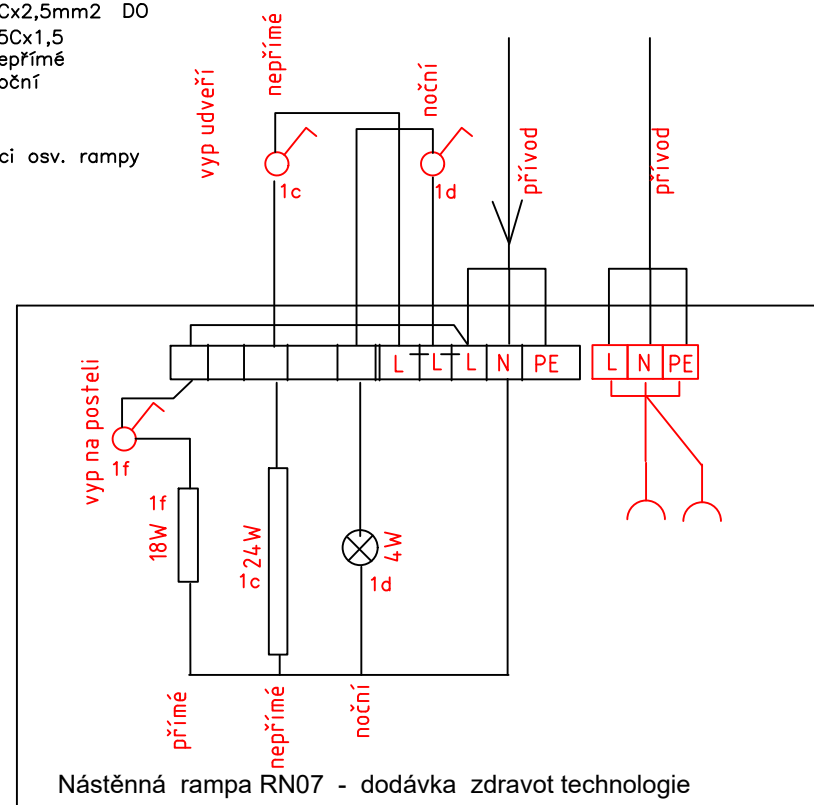 Cx2,5mm2 DO
5Cx1,5
epřímé
oční
ci osv. rampy
vyp udveří
nepřímé
noční
přívod
přívod
1c
1d
L
L
L
N
PE
L
N
PE
vyp na posteli
1f
1f
18W
1c
24W
4W
1d
přímé
nepřímé
noční
Nástěnná rampa RN07 - dodávka zdravot technologie